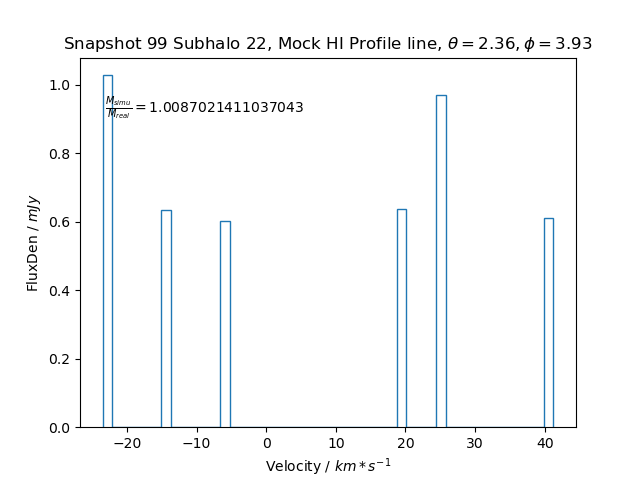 Snapshot 99 Subhalo 22, Mock HI Profile line, θ = 2.36, ϕ = 3.93
M_simu / M_real = 1.0087021411037043
FluxDen / mJy
1.0
0.8
0.6
0.4
0.2
0.0
−20 −10 0 10 20 30 40
Velocity / km * s⁻¹